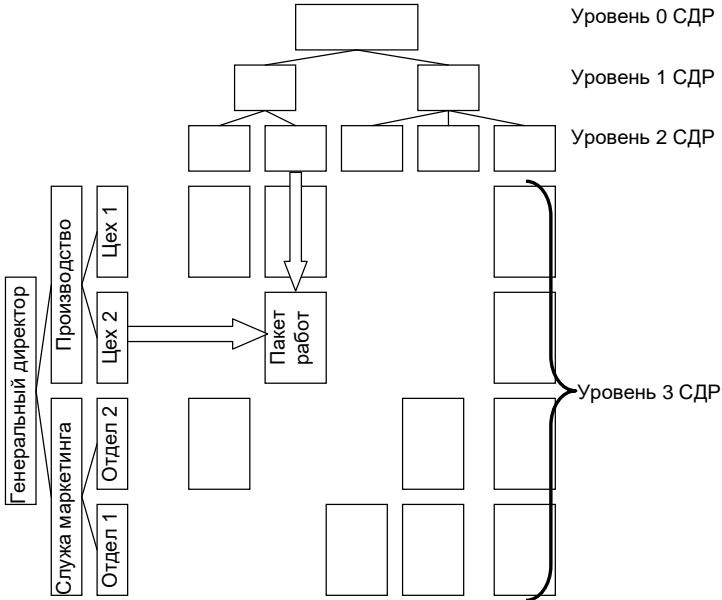 Уровень 0 СДР
Уровень 1 СДР
Уровень 2 СДР
Генеральный директор
Производство
Цех 1
Цех 2
Пакет
работ
Уровень 3 СДР
Служа маркетинга
Отдел 2
Отдел 1